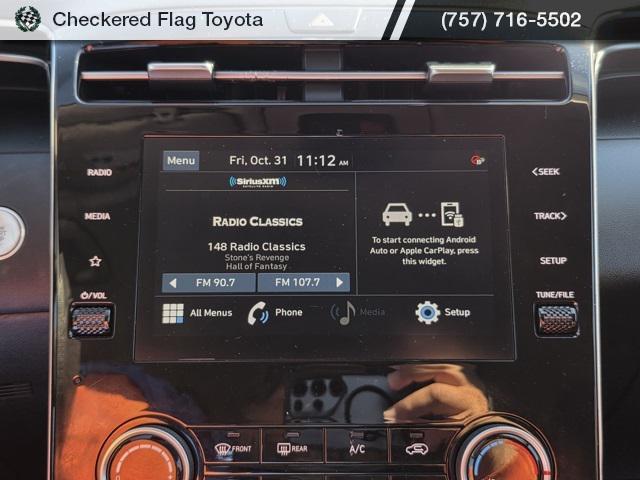 Checkered Flag Toyota
(757) 716-5502
Menu
Fri, Oct. 31 11:12 AM
((SiriusXM))
SATELLITE RADIO
RADIO CLASSICS
148 Radio Classics
Stone's Revenge
Hall of Fantasy
FM 90.7
FM 107.7
To start connecting Android
Auto or Apple CarPlay, press
this widget.
All Menus
Phone
Media
Setup
RADIO
MEDIA
/VOL
<SEEK
TRACK>
SETUP
TUNE/FILE
FRONT
REAR
A/C